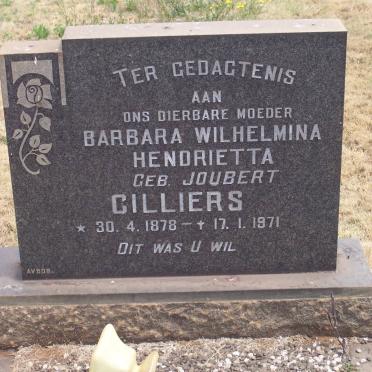 TER GEDAGTENIS
AAN
ONS DIERBARE MOEDER
BARBARA WILHELMINA
HENDRIETTA
GEB. JOUBERT
CILLIERS
* 30. 4. 1878 – † 17. 1. 1971
DIT WAS U WIL